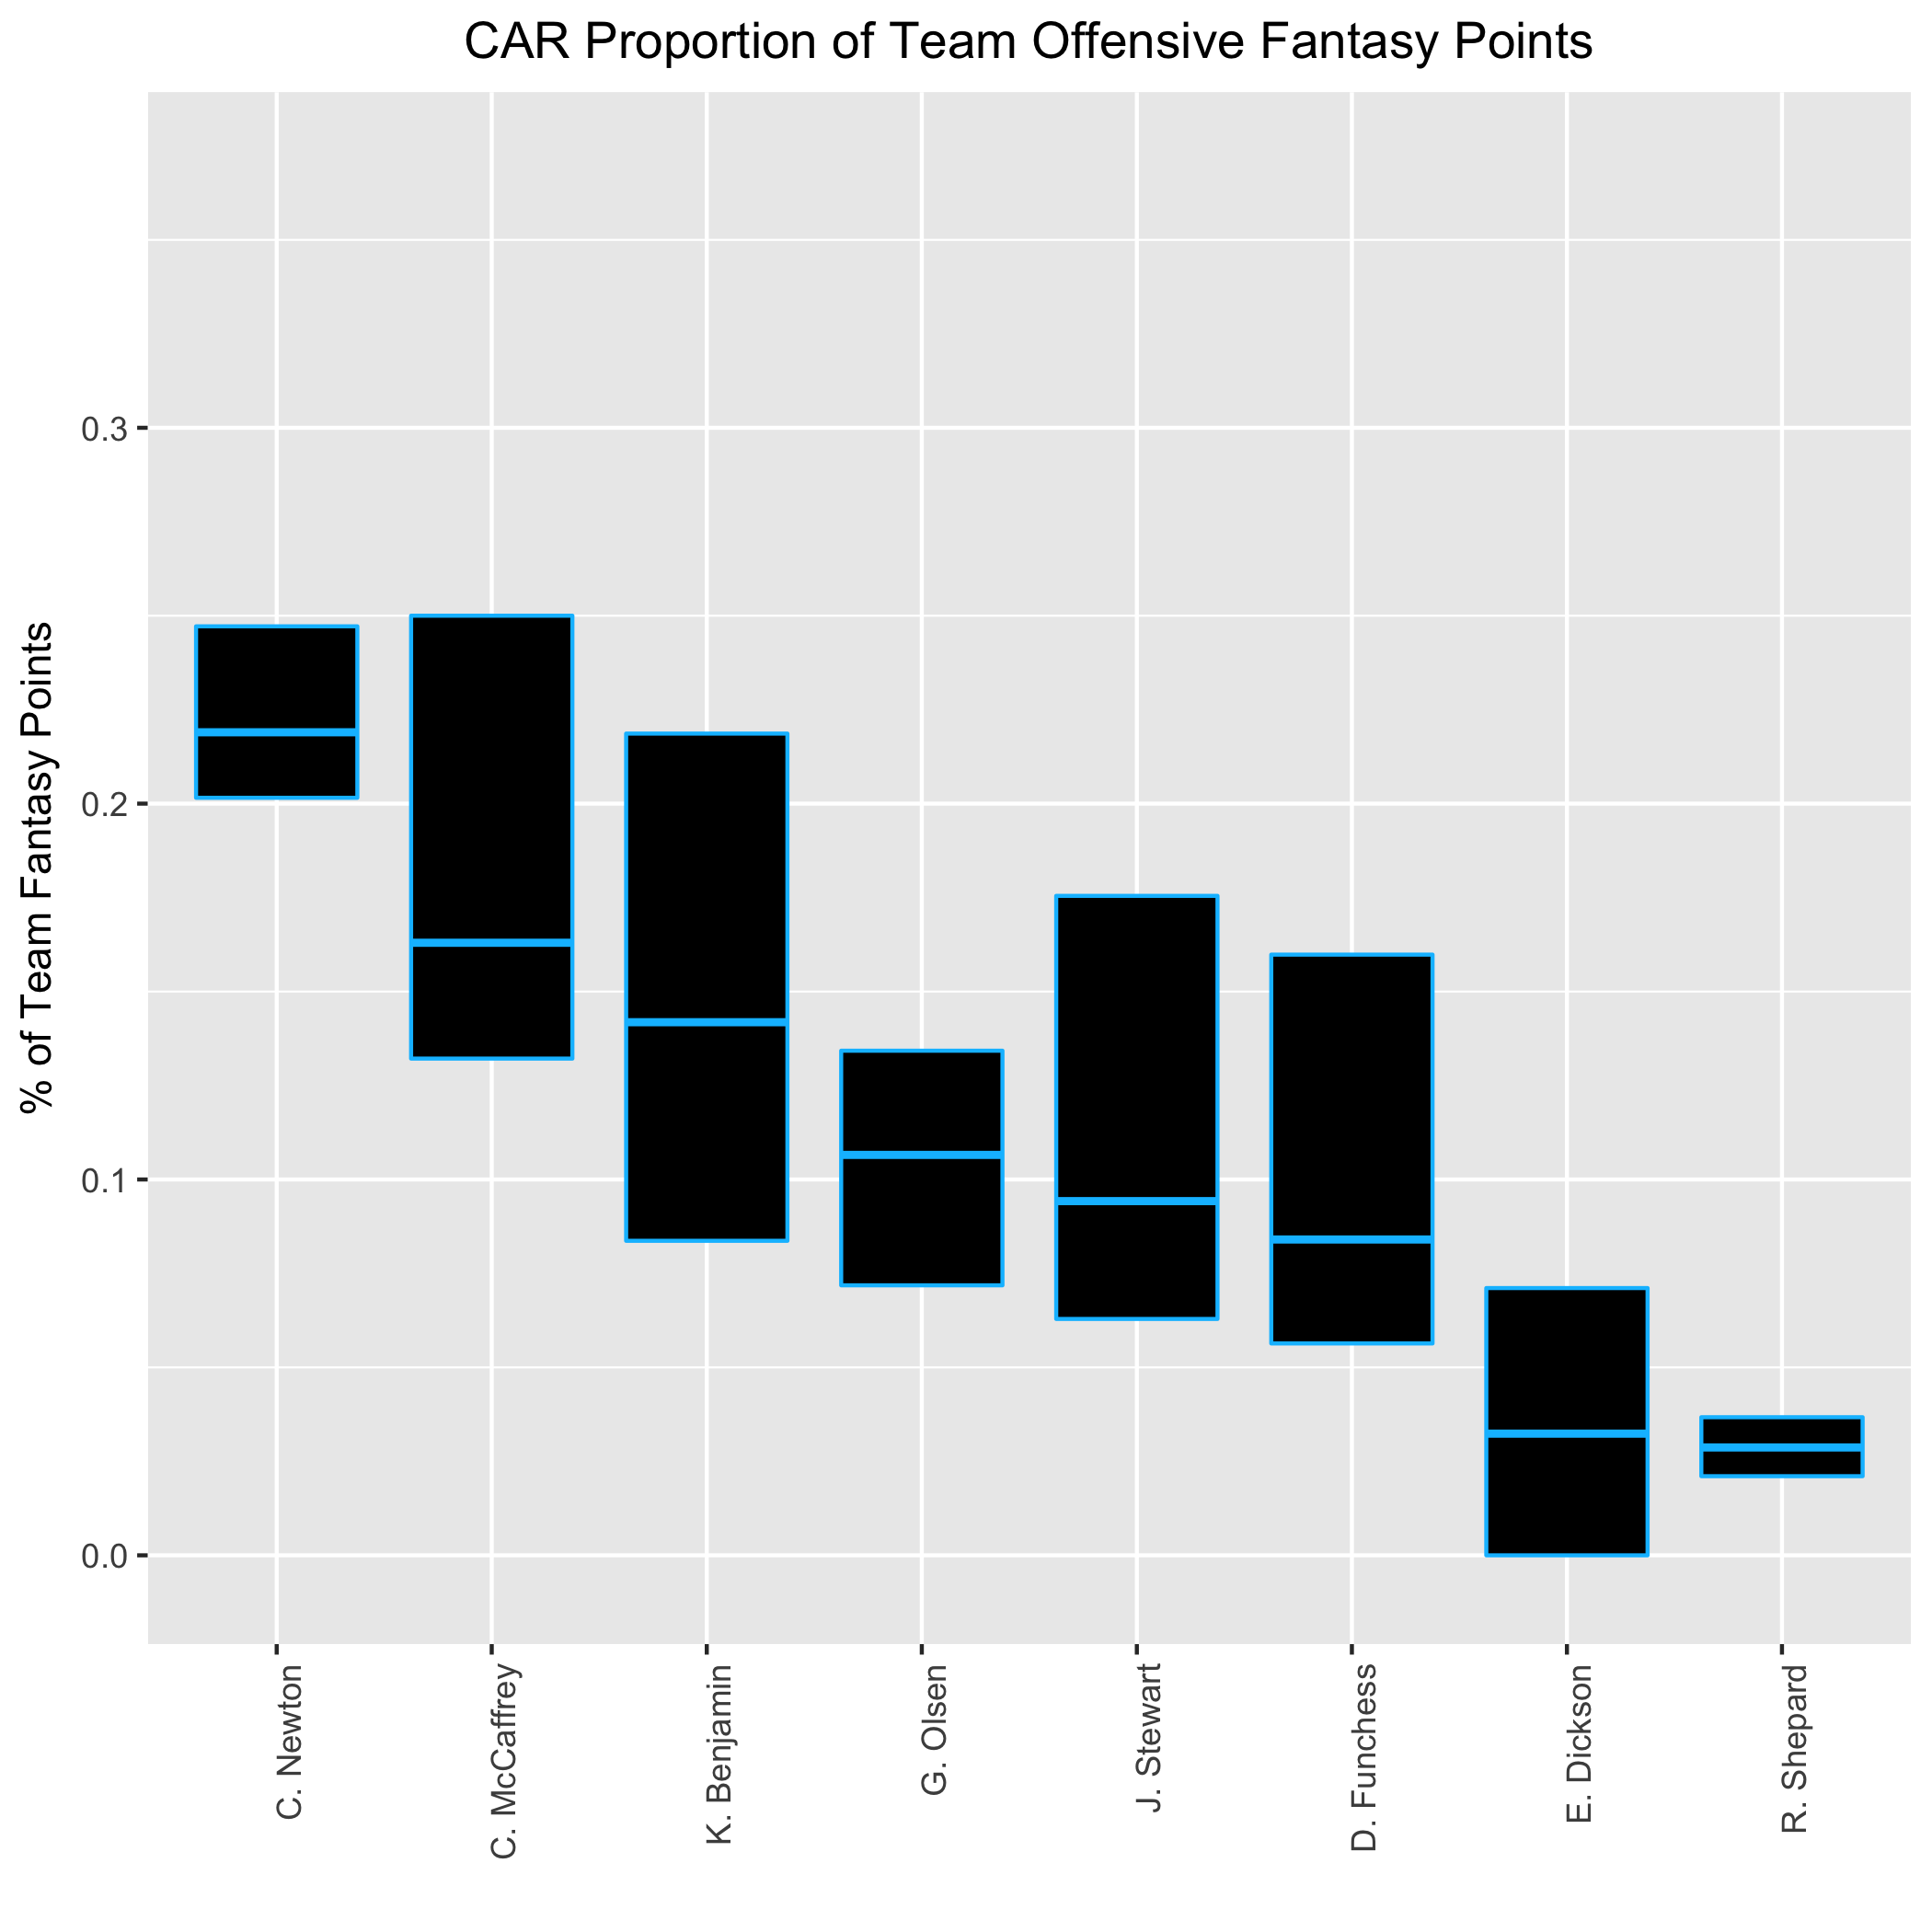 CAR Proportion of Team Offensive Fantasy Points
% of Team Fantasy Points
0.3
0.2
0.1
0.0
C. Newton
C. McCaffrey
K. Benjamin
G. Olsen
J. Stewart
D. Funchess
E. Dickson
R. Shepard